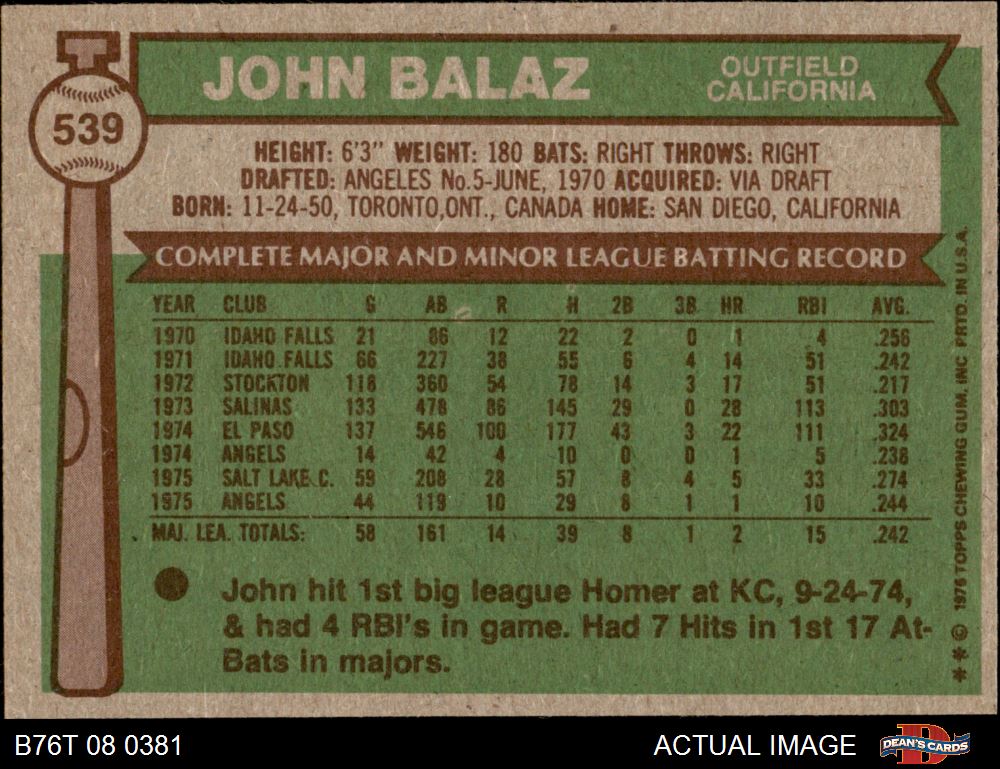 JOHN BALAZ
OUTFIELD
CALIFORNIA
539
HEIGHT: 6'3" WEIGHT: 180 BATS: RIGHT THROWS: RIGHT
DRAFTED: ANGELES No.5-JUNE, 1970 ACQUIRED: VIA DRAFT
BORN: 11-24-50, TORONTO,ONT., CANADA HOME: SAN DIEGO, CALIFORNIA
COMPLETE MAJOR AND MINOR LEAGUE BATTING RECORD
YEAR CLUB G AB R H 2B 3B HR RBI AVG.
1970 IDAHO FALLS 21 86 12 22 2 0 1 4 .256
1971 IDAHO FALLS 66 227 38 55 6 4 14 51 .242
1972 STOCKTON 118 360 54 78 14 3 17 51 .217
1973 SALINAS 133 478 86 145 29 0 28 113 .303
1974 EL PASO 137 546 100 177 43 3 22 111 .324
1974 ANGELS 14 42 4 10 0 0 1 5 .238
1975 SALT LAKE C. 59 208 28 57 8 4 5 33 .274
1975 ANGELS 44 119 10 29 8 1 1 10 .244
MAJ. LEA. TOTALS: 58 161 14 39 8 1 2 15 .242
John hit 1st big league Homer at KC, 9-24-74,
& had 4 RBI's in game. Had 7 Hits in 1st 17 At-
Bats in majors.
** © 1976 TOPPS CHEWING GUM, INC PRTD. IN U.S.A.
B76T 08 0381
ACTUAL IMAGE
DEAN'S CARDS